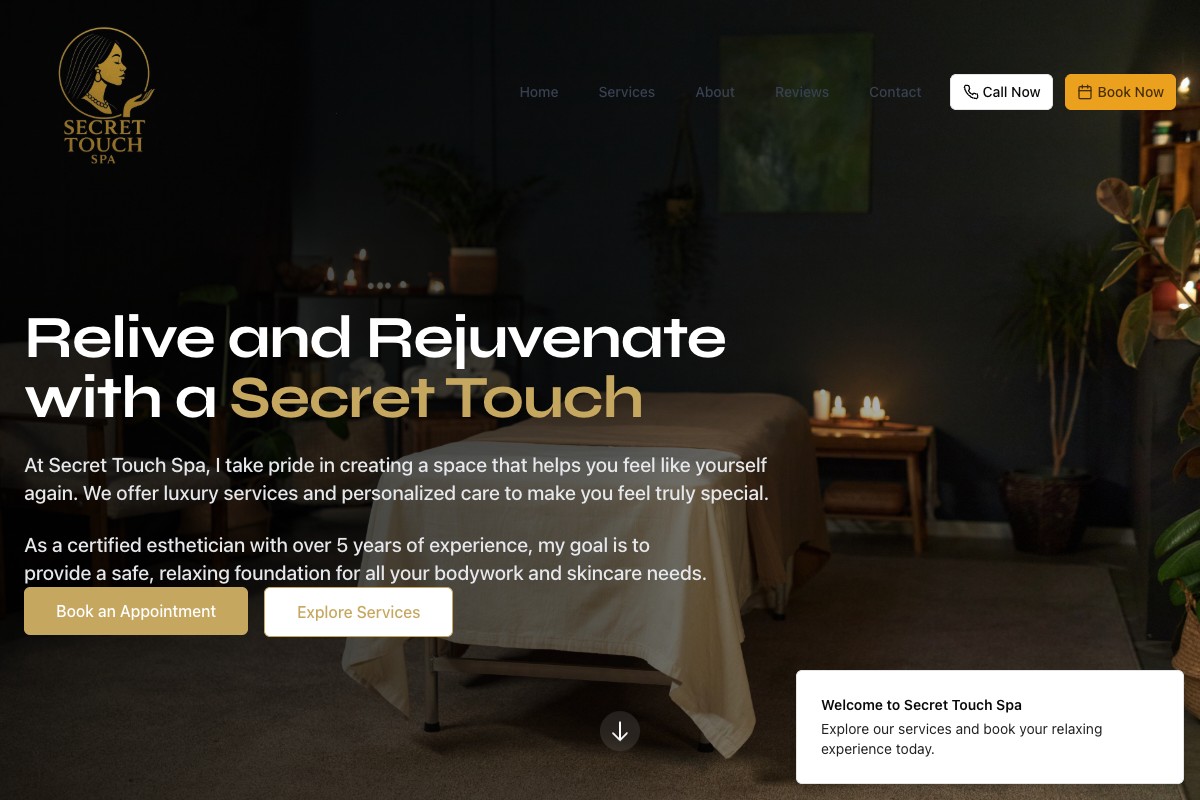 SECRET
TOUCH
SPA
Home
Services
About
Reviews
Contact
Call Now
Book Now
Relive and Rejuvenate
with a Secret Touch
At Secret Touch Spa, I take pride in creating a space that helps you feel like yourself
again. We offer luxury services and personalized care to make you feel truly special.
As a certified esthetician with over 5 years of experience, my goal is to
provide a safe, relaxing foundation for all your bodywork and skincare needs.
Book an Appointment
Explore Services
Welcome to Secret Touch Spa
Explore our services and book your relaxing
experience today.